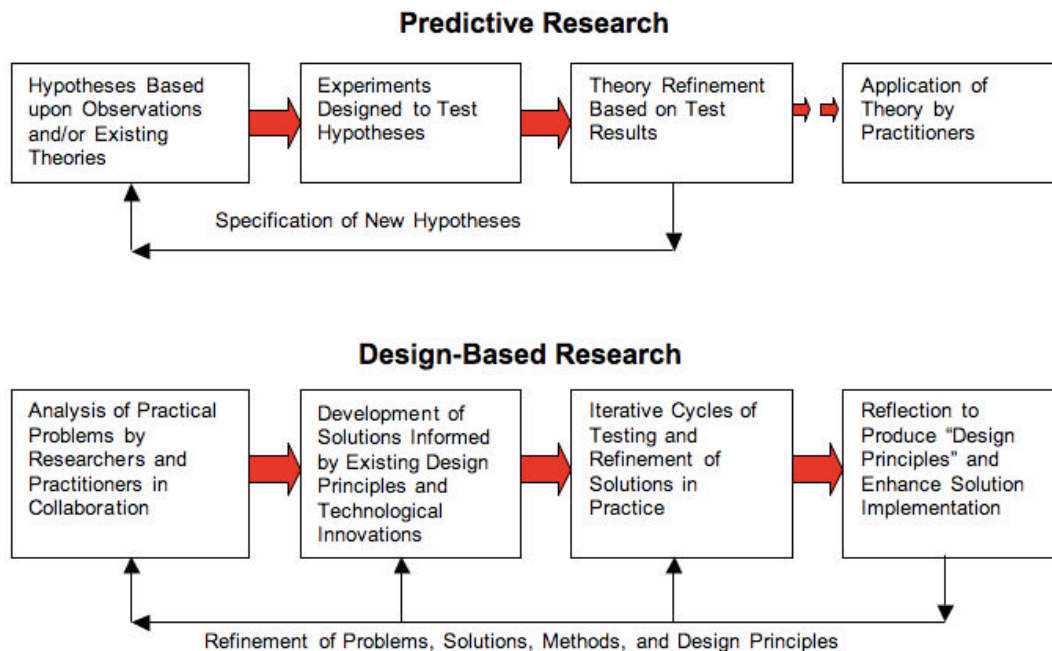 Predictive Research
Hypotheses Based
upon Observations
and/or Existing
Theories
Experiments
Designed to Test
Hypotheses
Theory Refinement
Based on Test
Results
Application of
Theory by
Practitioners
Specification of New Hypotheses
Design-Based Research
Analysis of Practical
Problems by
Researchers and
Practitioners in
Collaboration
Development of
Solutions Informed
by Existing Design
Principles and
Technological
Innovations
Iterative Cycles of
Testing and
Refinement of
Solutions in
Practice
Reflection to
Produce “Design
Principles” and
Enhance Solution
Implementation
Refinement of Problems, Solutions, Methods, and Design Principles